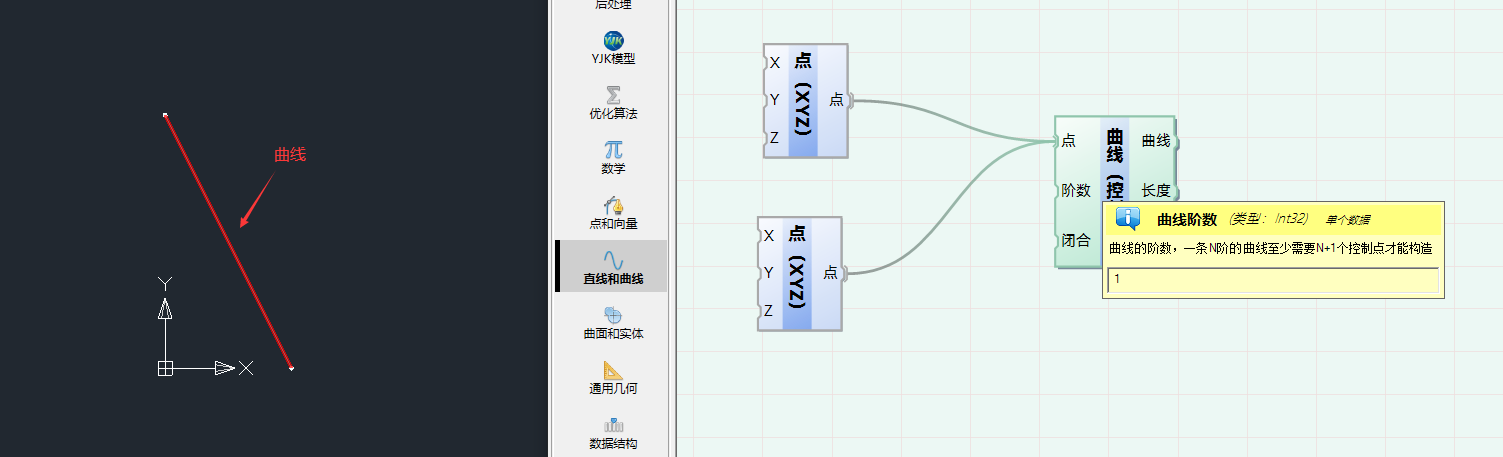 曲线
Y
X
后处理
YJK
YJK模型
优化算法
数学
点和向量
直线和曲线
曲面和实体
通用几何
数据结构
X
Y
Z
点 (XYZ)
点
X
Y
Z
点 (XYZ)
点
点
阶数
闭合
曲线 (控
曲线
长度
曲线阶数 (类型: Int32) 单个数据
曲线的阶数，一条N阶的曲线至少需要N+1个控制点才能构造
1